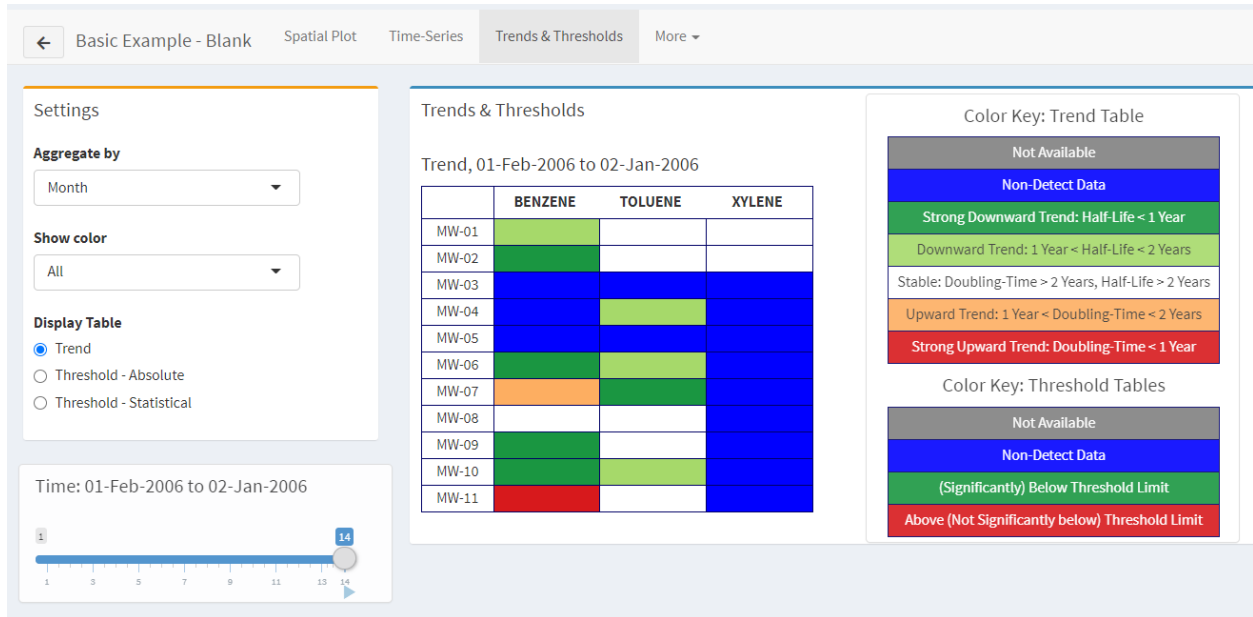 Basic Example - Blank
Spatial Plot
Time-Series
Trends & Thresholds
More
Settings
Aggregate by
Month
Show color
All
Display Table
Trend
Threshold - Absolute
Threshold - Statistical
Time: 01-Feb-2006 to 02-Jan-2006
1 14
1 3 5 7 9 11 13 14
Trends & Thresholds
Trend, 01-Feb-2006 to 02-Jan-2006
BENZENE TOLUENE XYLENE
MW-01
MW-02
MW-03
MW-04
MW-05
MW-06
MW-07
MW-08
MW-09
MW-10
MW-11
Color Key: Trend Table
Not Available
Non-Detect Data
Strong Downward Trend: Half-Life < 1 Year
Downward Trend: 1 Year < Half-Life < 2 Years
Stable: Doubling-Time > 2 Years, Half-Life > 2 Years
Upward Trend: 1 Year < Doubling-Time < 2 Years
Strong Upward Trend: Doubling-Time < 1 Year
Color Key: Threshold Tables
Not Available
Non-Detect Data
(Significantly) Below Threshold Limit
Above (Not Significantly below) Threshold Limit